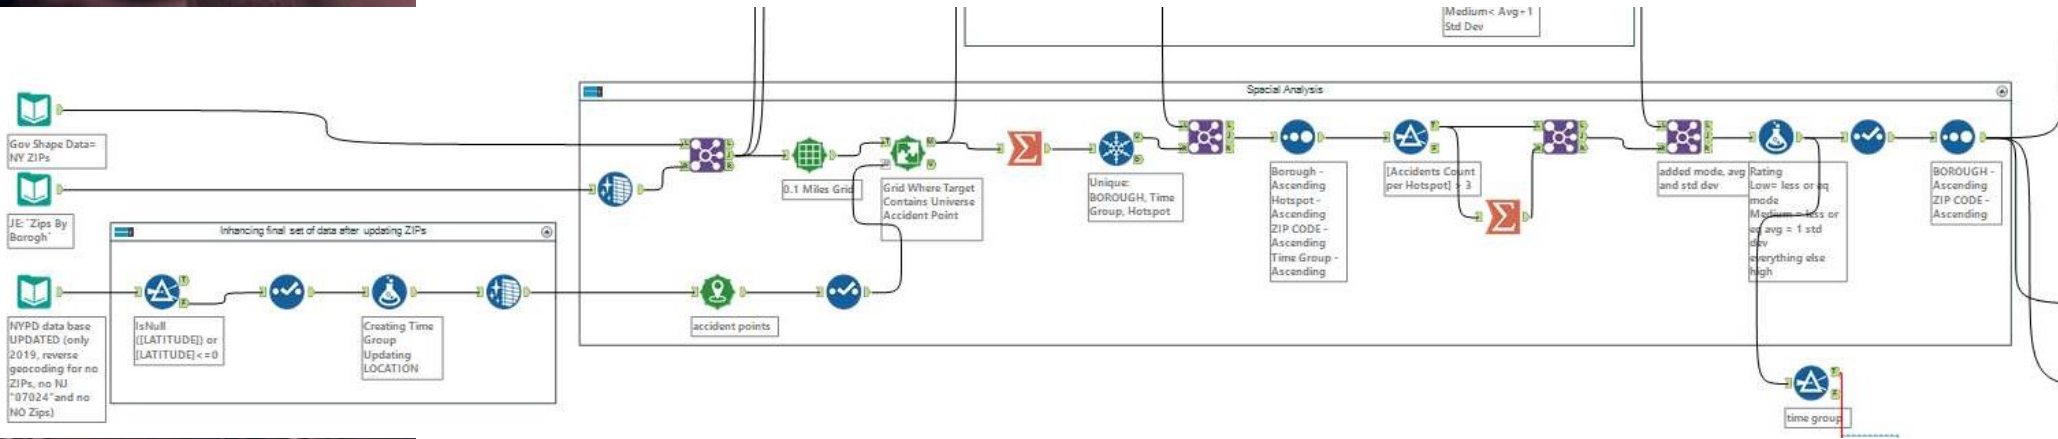 Medium< Avg+1
Std Dev
Spacial Analysis
Gov Shape Data=
NY ZIPs
JE: "Zips By
Borogh"
Inhancing final set of data after updating ZIPs
NYPD data base
UPDATED (only
2019, reverse
geocoding for no
ZIPs, no NJ
"07024"and no
NO Zips)
IsNull
([LATITUDE]) or
[LATITUDE]<=0
Creating Time
Group
Updating
LOCATION
accident points
0.1 Miles Grid
Grid Where Target
Contains Universe
Accident Point
Unique:
BOROUGH, Time
Group, Hotspot
Borough -
Ascending
Hotspot -
Ascending
ZIP CODE -
Ascending
Time Group -
Ascending
[Accidents Count
per Hotspot] > 3
added mode, avg
and std dev
Rating
Low= less or eq
mode
Medium = less or
eq avg = 1 std
dev
everything else
high
BOROUGH -
Ascending
ZIP CODE -
Ascending
time group